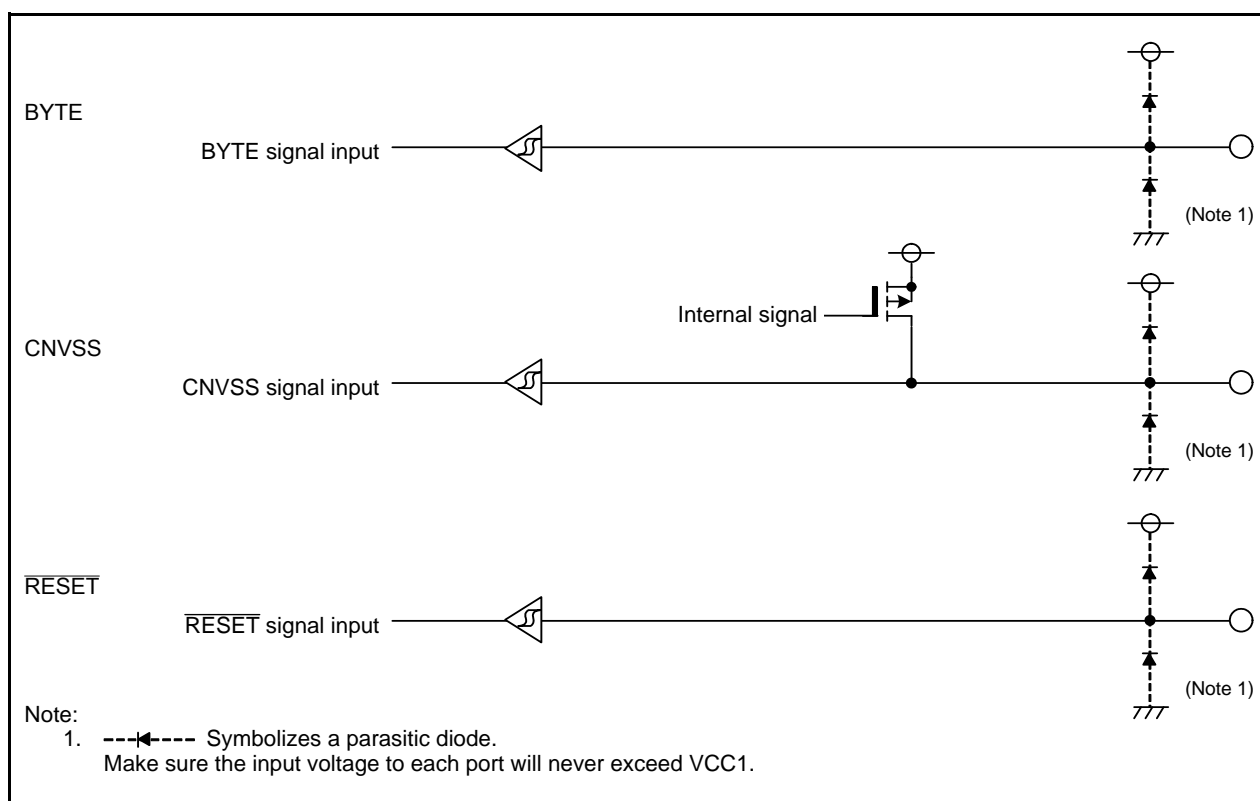 BYTE
BYTE signal input
(Note 1)
Internal signal
CNVSS
CNVSS signal input
(Note 1)
RESET
RESET signal input
(Note 1)
Note:
1. Symbolizes a parasitic diode.
Make sure the input voltage to each port will never exceed VCC1.